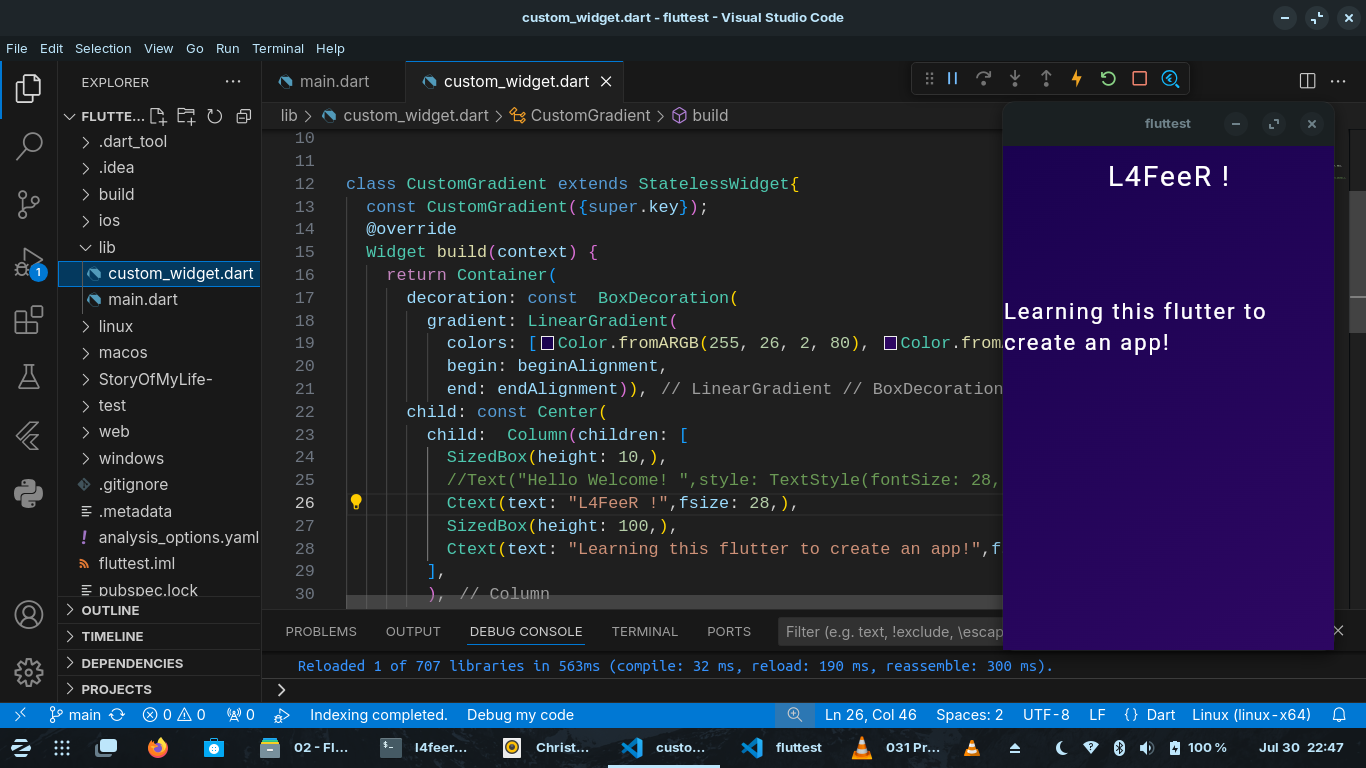 custom_widget.dart - fluttest - Visual Studio Code
File Edit Selection View Go Run Terminal Help
EXPLORER
FLUTTE...
.dart_tool
.idea
build
ios
lib
custom_widget.dart
main.dart
linux
macos
StoryOfMyLife-
test
web
windows
.gitignore
.metadata
analysis_options.yaml
fluttest.iml
pubspec.lock
OUTLINE
TIMELINE
DEPENDENCIES
PROJECTS
1
main.dart custom_widget.dart
lib > custom_widget.dart > CustomGradient > build
10
11
12 class CustomGradient extends StatelessWidget{
13 const CustomGradient({super.key});
14 @override
15 Widget build(context) {
16 return Container(
17 decoration: const  BoxDecoration(
18 gradient: LinearGradient(
19 colors: [Color.fromARGB(255, 26, 2, 80), Color.from
20 begin: beginAlignment,
21 end: endAlignment)), // LinearGradient // BoxDecoration
22 child: const Center(
23 child:  Column(children: [
24 SizedBox(height: 10,),
25 //Text("Hello Welcome! ",style: TextStyle(fontSize: 28,
26 Ctext(text: "L4FeeR !",fsize: 28,),
27 SizedBox(height: 100,),
28 Ctext(text: "Learning this flutter to create an app!",f
29 ],
30 ), // Column
fluttest
L4FeeR !
Learning this flutter to
create an app!
PROBLEMS OUTPUT DEBUG CONSOLE TERMINAL PORTS Filter (e.g. text, !exclude, \escap
Reloaded 1 of 707 libraries in 563ms (compile: 32 ms, reload: 190 ms, reassemble: 300 ms).
main 0 0 0 Indexing completed. Debug my code Ln 26, Col 46 Spaces: 2 UTF-8 LF {} Dart Linux (linux-x64)
02 - Fl... l4feer... Christ... custo... fluttest 031 Pr... 100 % Jul 30 22:47